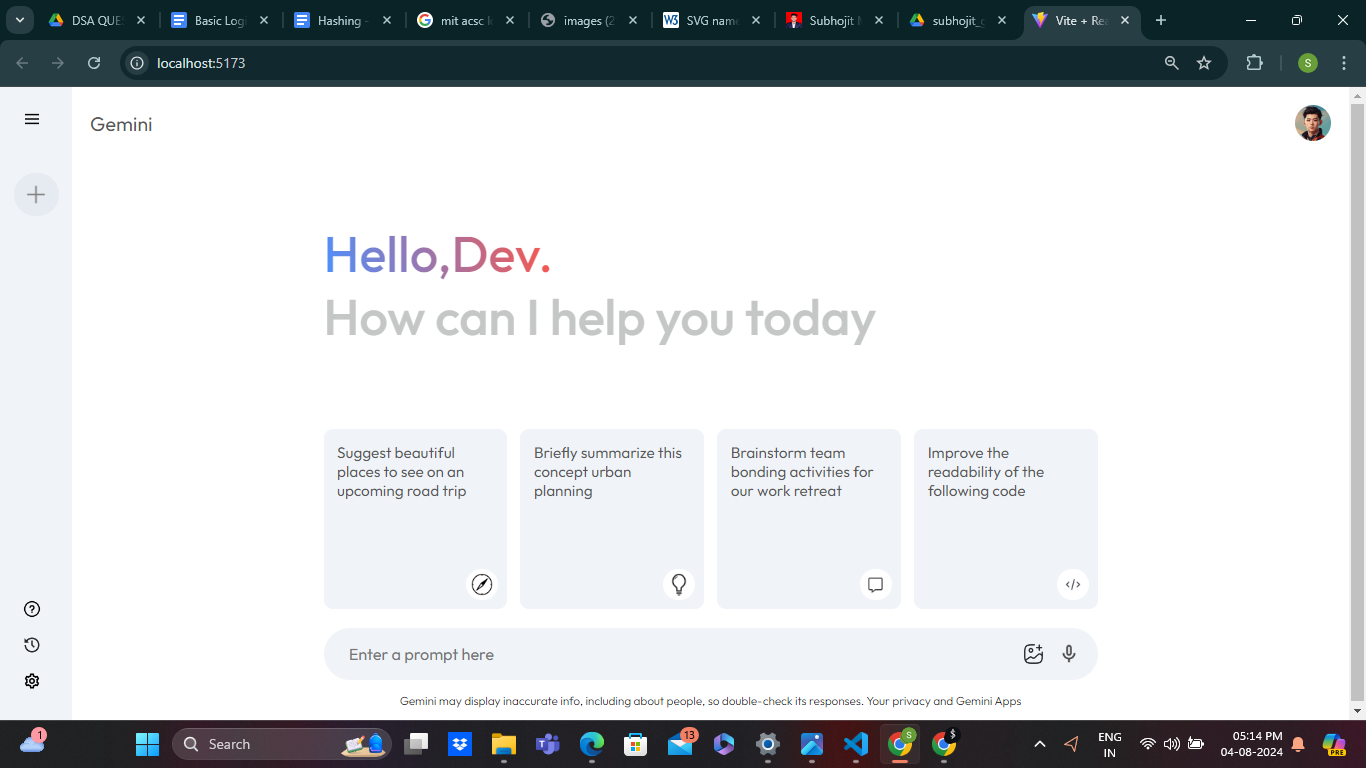 DSA QUE
Basic Logi
Hashing -
mit acsc k
images (2
SVG name
Subhojit M
subhojit_g
Vite + Rea
localhost:5173
S
Gemini
Hello,Dev.
How can I help you today
Suggest beautiful
places to see on an
upcoming road trip
Briefly summarize this
concept urban
planning
Brainstorm team
bonding activities for
our work retreat
Improve the
readability of the
following code
Enter a prompt here
Gemini may display inaccurate info, including about people, so double-check its responses. Your privacy and Gemini Apps
1
Search
13
S
$
ENG
IN
05:14 PM
04-08-2024
PRE